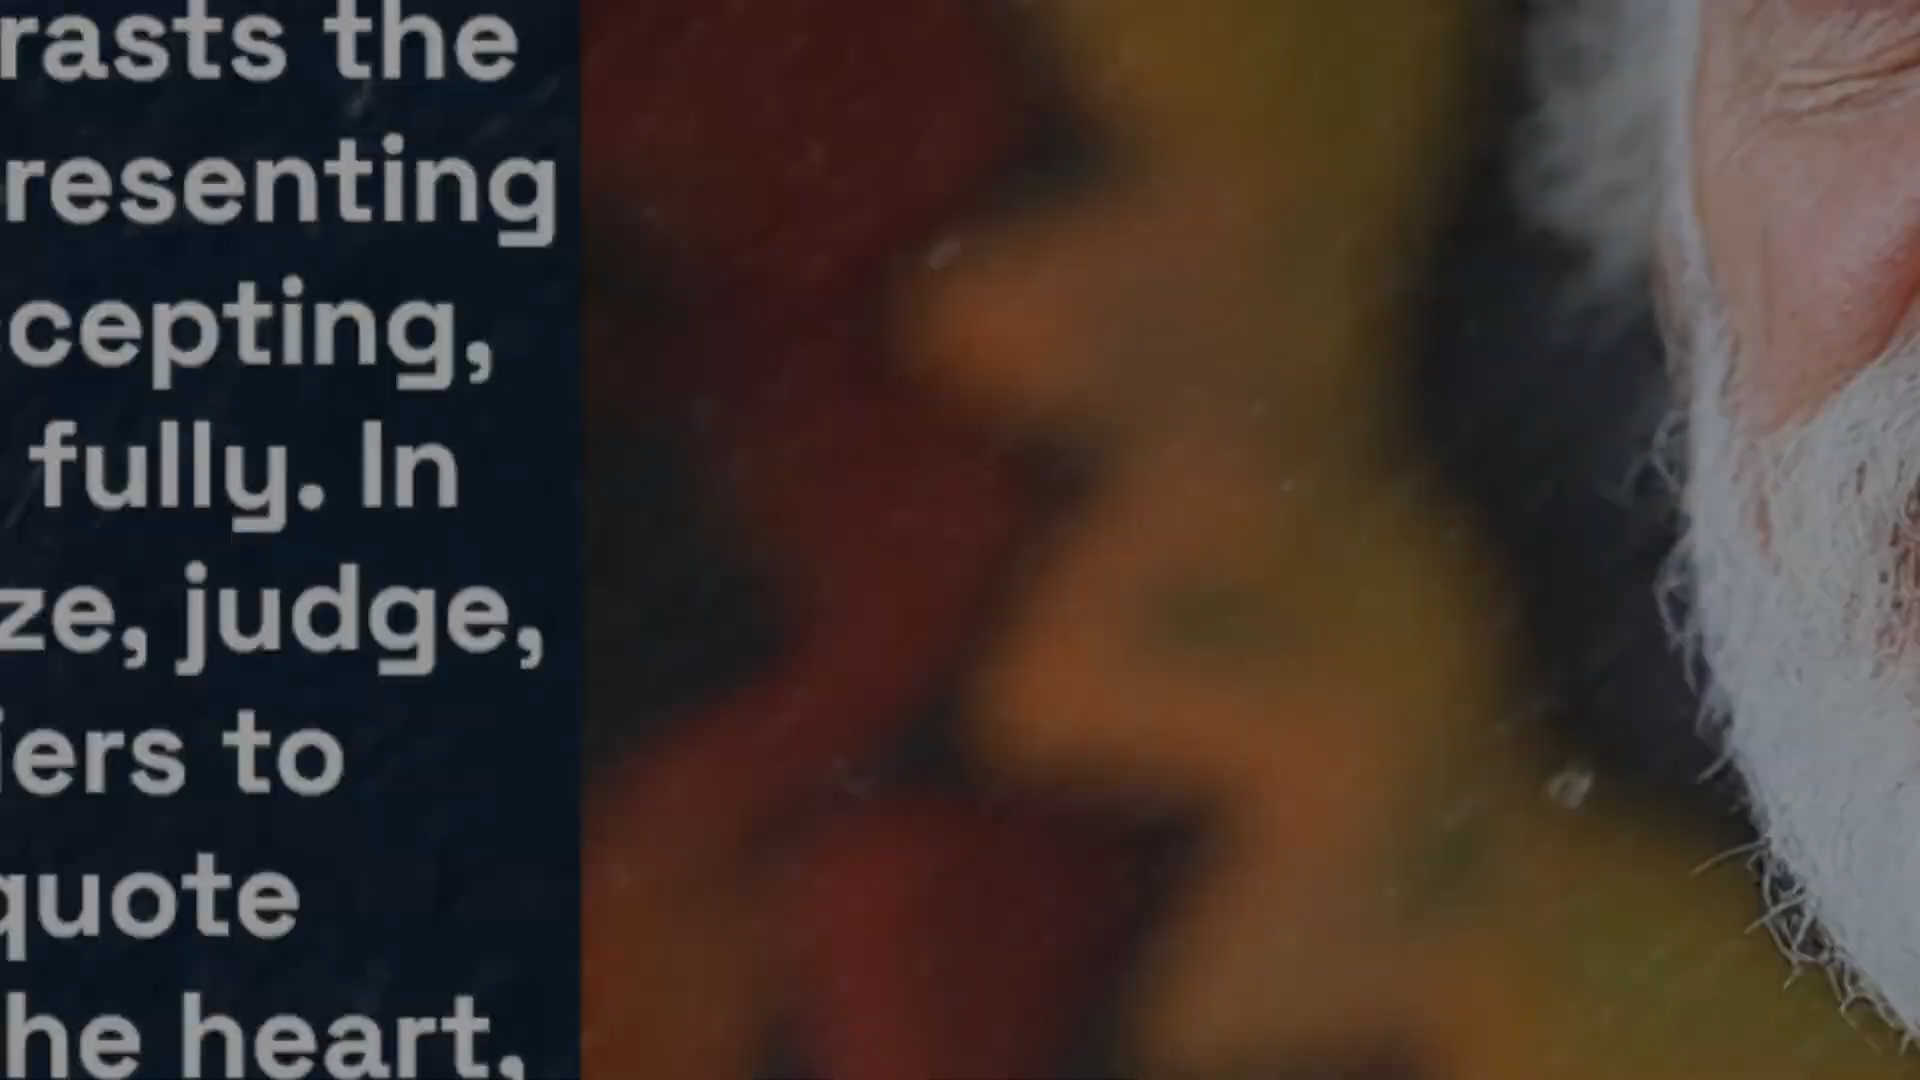 rasts the
resenting
cepting,
fully. In
ze, judge,
iers to
quote
he heart,